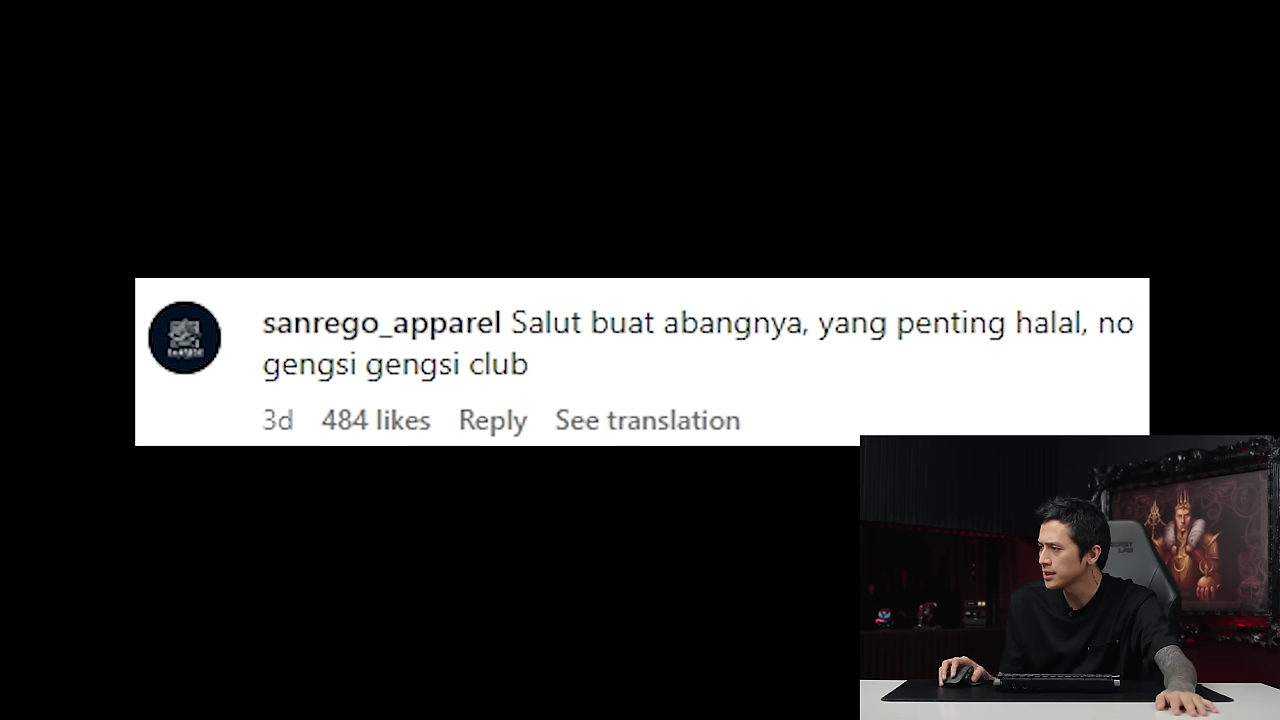 sanrego_apparel Salut buat abangnya, yang penting halal, no
gengsi gengsi club
3d 484 likes Reply See translation